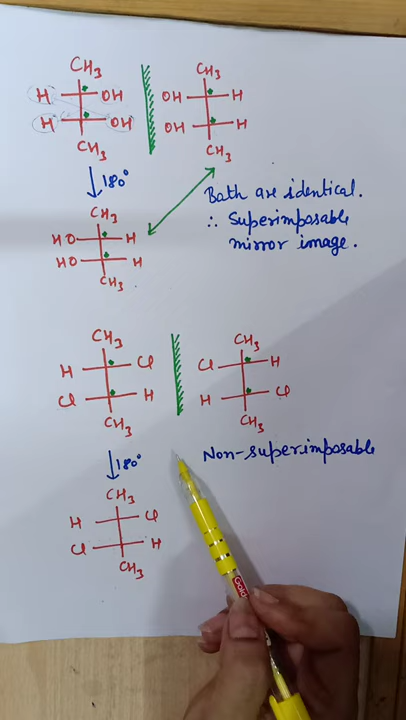 CH3 CH3
H OH OH H
H OH OH H
CH3 CH3
180°
Both are identical.
∴ Superimposable
mirror image.
CH3
HO H
HO H
CH3
CH3 CH3
H Cl Cl H
Cl H H Cl
CH3 CH3
180° Non-superimposable
CH3
H Cl
Cl H
CH3